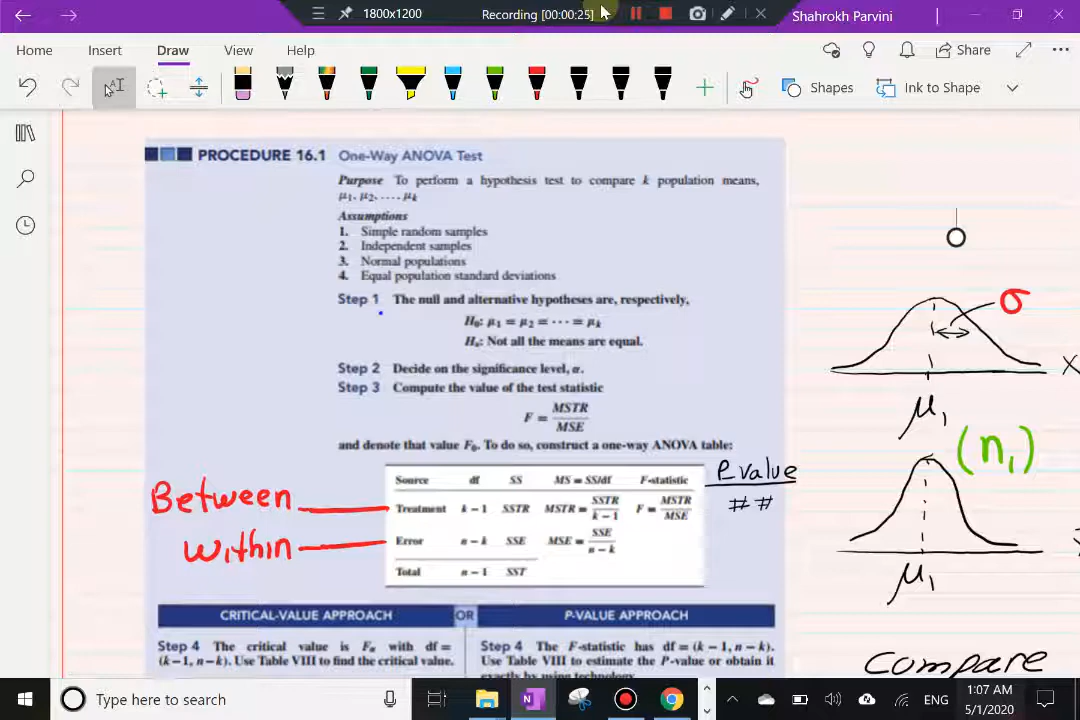 1800x1200
Recording [00:00:25]
Shahrokh Parvini
Home Insert Draw View Help
Share
Shapes
Ink to Shape
PROCEDURE 16.1 One-Way ANOVA Test
Purpose To perform a hypothesis test to compare k population means,
μ1, μ2, . . . , μk
Assumptions
1. Simple random samples
2. Independent samples
3. Normal populations
4. Equal population standard deviations
Step 1 The null and alternative hypotheses are, respectively,
H0: μ1 = μ2 = ··· = μk
Ha: Not all the means are equal.
Step 2 Decide on the significance level, α.
Step 3 Compute the value of the test statistic
F = MSTR / MSE
and denote that value F0. To do so, construct a one-way ANOVA table:
Source df SS MS = SS/df F-statistic P value
Between Treatment k − 1 SSTR MSTR = SSTR / k − 1 F = MSTR / MSE ##
Within Error n − k SSE MSE = SSE / n − k
Total n − 1 SST
CRITICAL-VALUE APPROACH OR P-VALUE APPROACH
Step 4 The critical value is Fα with df =
(k−1, n−k). Use Table VIII to find the critical value.
Step 4 The F-statistic has df = (k − 1, n − k).
Use Table VIII to estimate the P-value or obtain it
exactly by using technology.
σ
x
μ1
(n1)
μ1
Compare
Type here to search
ENG
1:07 AM
5/1/2020